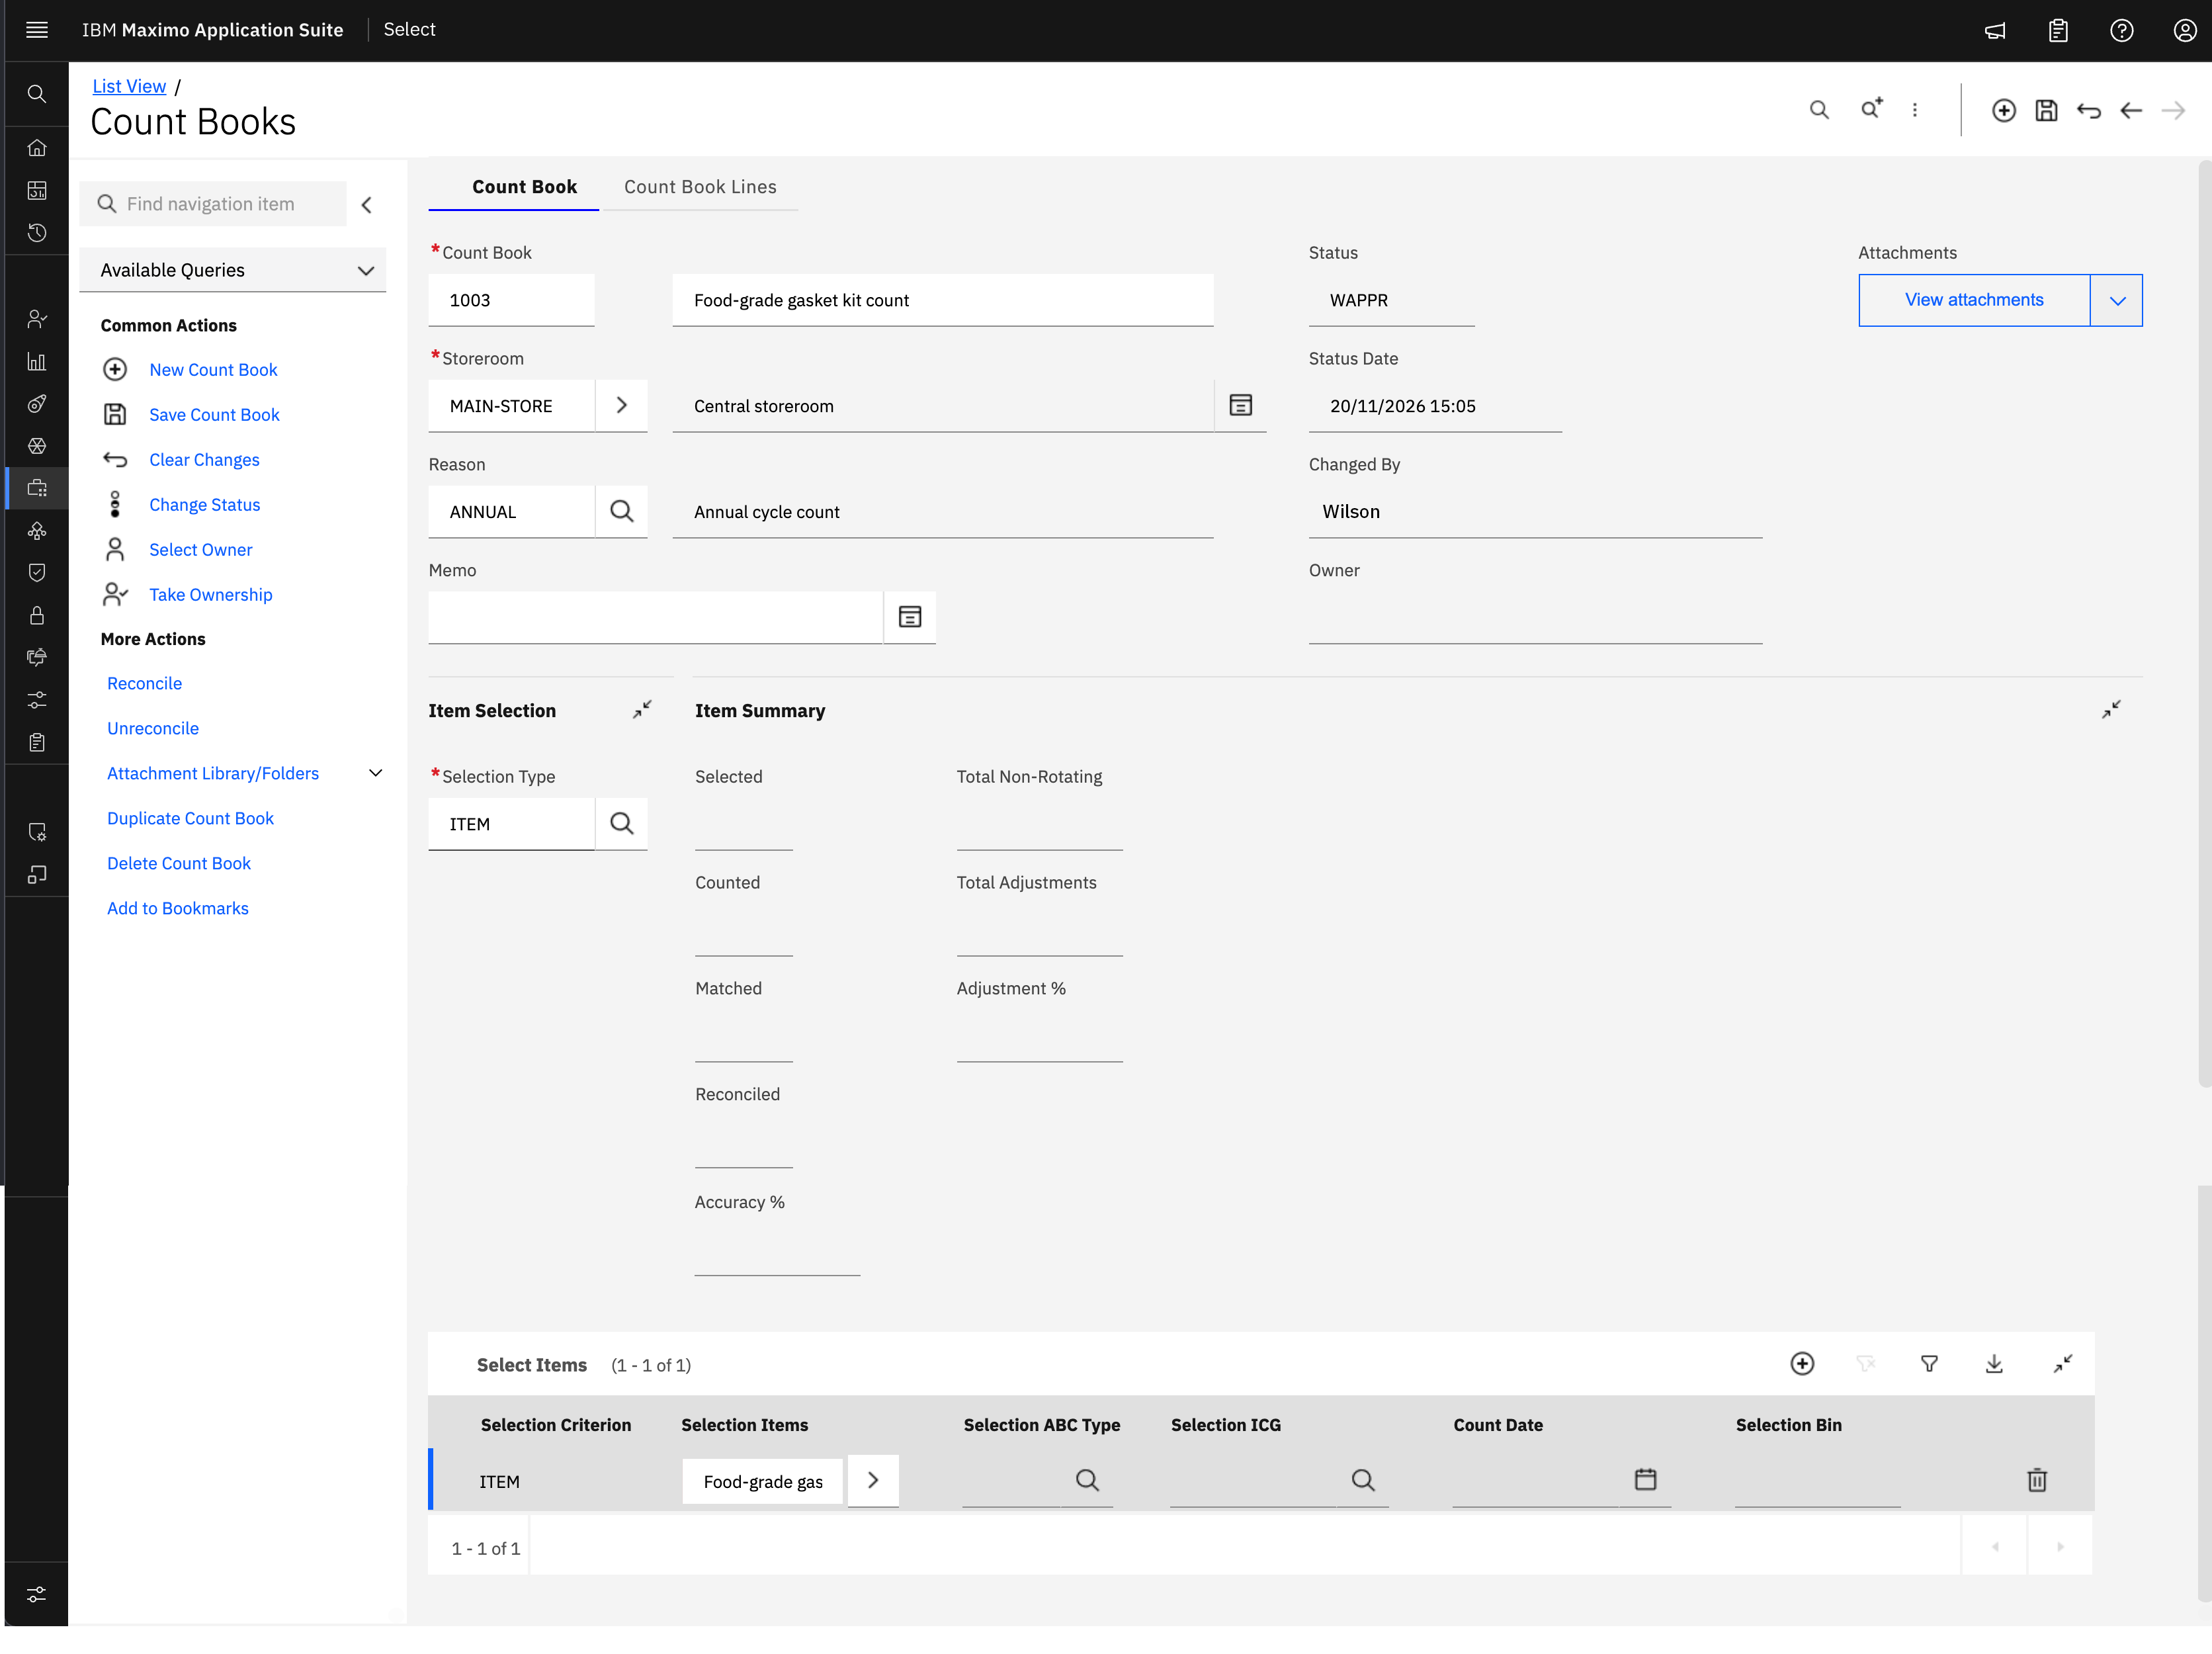 IBM Maximo Application Suite
Select
List View /
Count Books
Find navigation item
Available Queries
Common Actions
New Count Book
Save Count Book
Clear Changes
Change Status
Select Owner
Take Ownership
More Actions
Reconcile
Unreconcile
Attachment Library/Folders
Duplicate Count Book
Delete Count Book
Add to Bookmarks
Count Book
Count Book Lines
*Count Book
1003
Food-grade gasket kit count
Status
WAPPR
Attachments
View attachments
*Storeroom
MAIN-STORE
Central storeroom
Status Date
20/11/2026 15:05
Reason
ANNUAL
Annual cycle count
Changed By
Wilson
Memo
Owner
Item Selection
*Selection Type
ITEM
Item Summary
Selected
Total Non-Rotating
Counted
Total Adjustments
Matched
Adjustment %
Reconciled
Accuracy %
Select Items (1 - 1 of 1)
Selection Criterion
Selection Items
Selection ABC Type
Selection ICG
Count Date
Selection Bin
ITEM
Food-grade gas
1 - 1 of 1